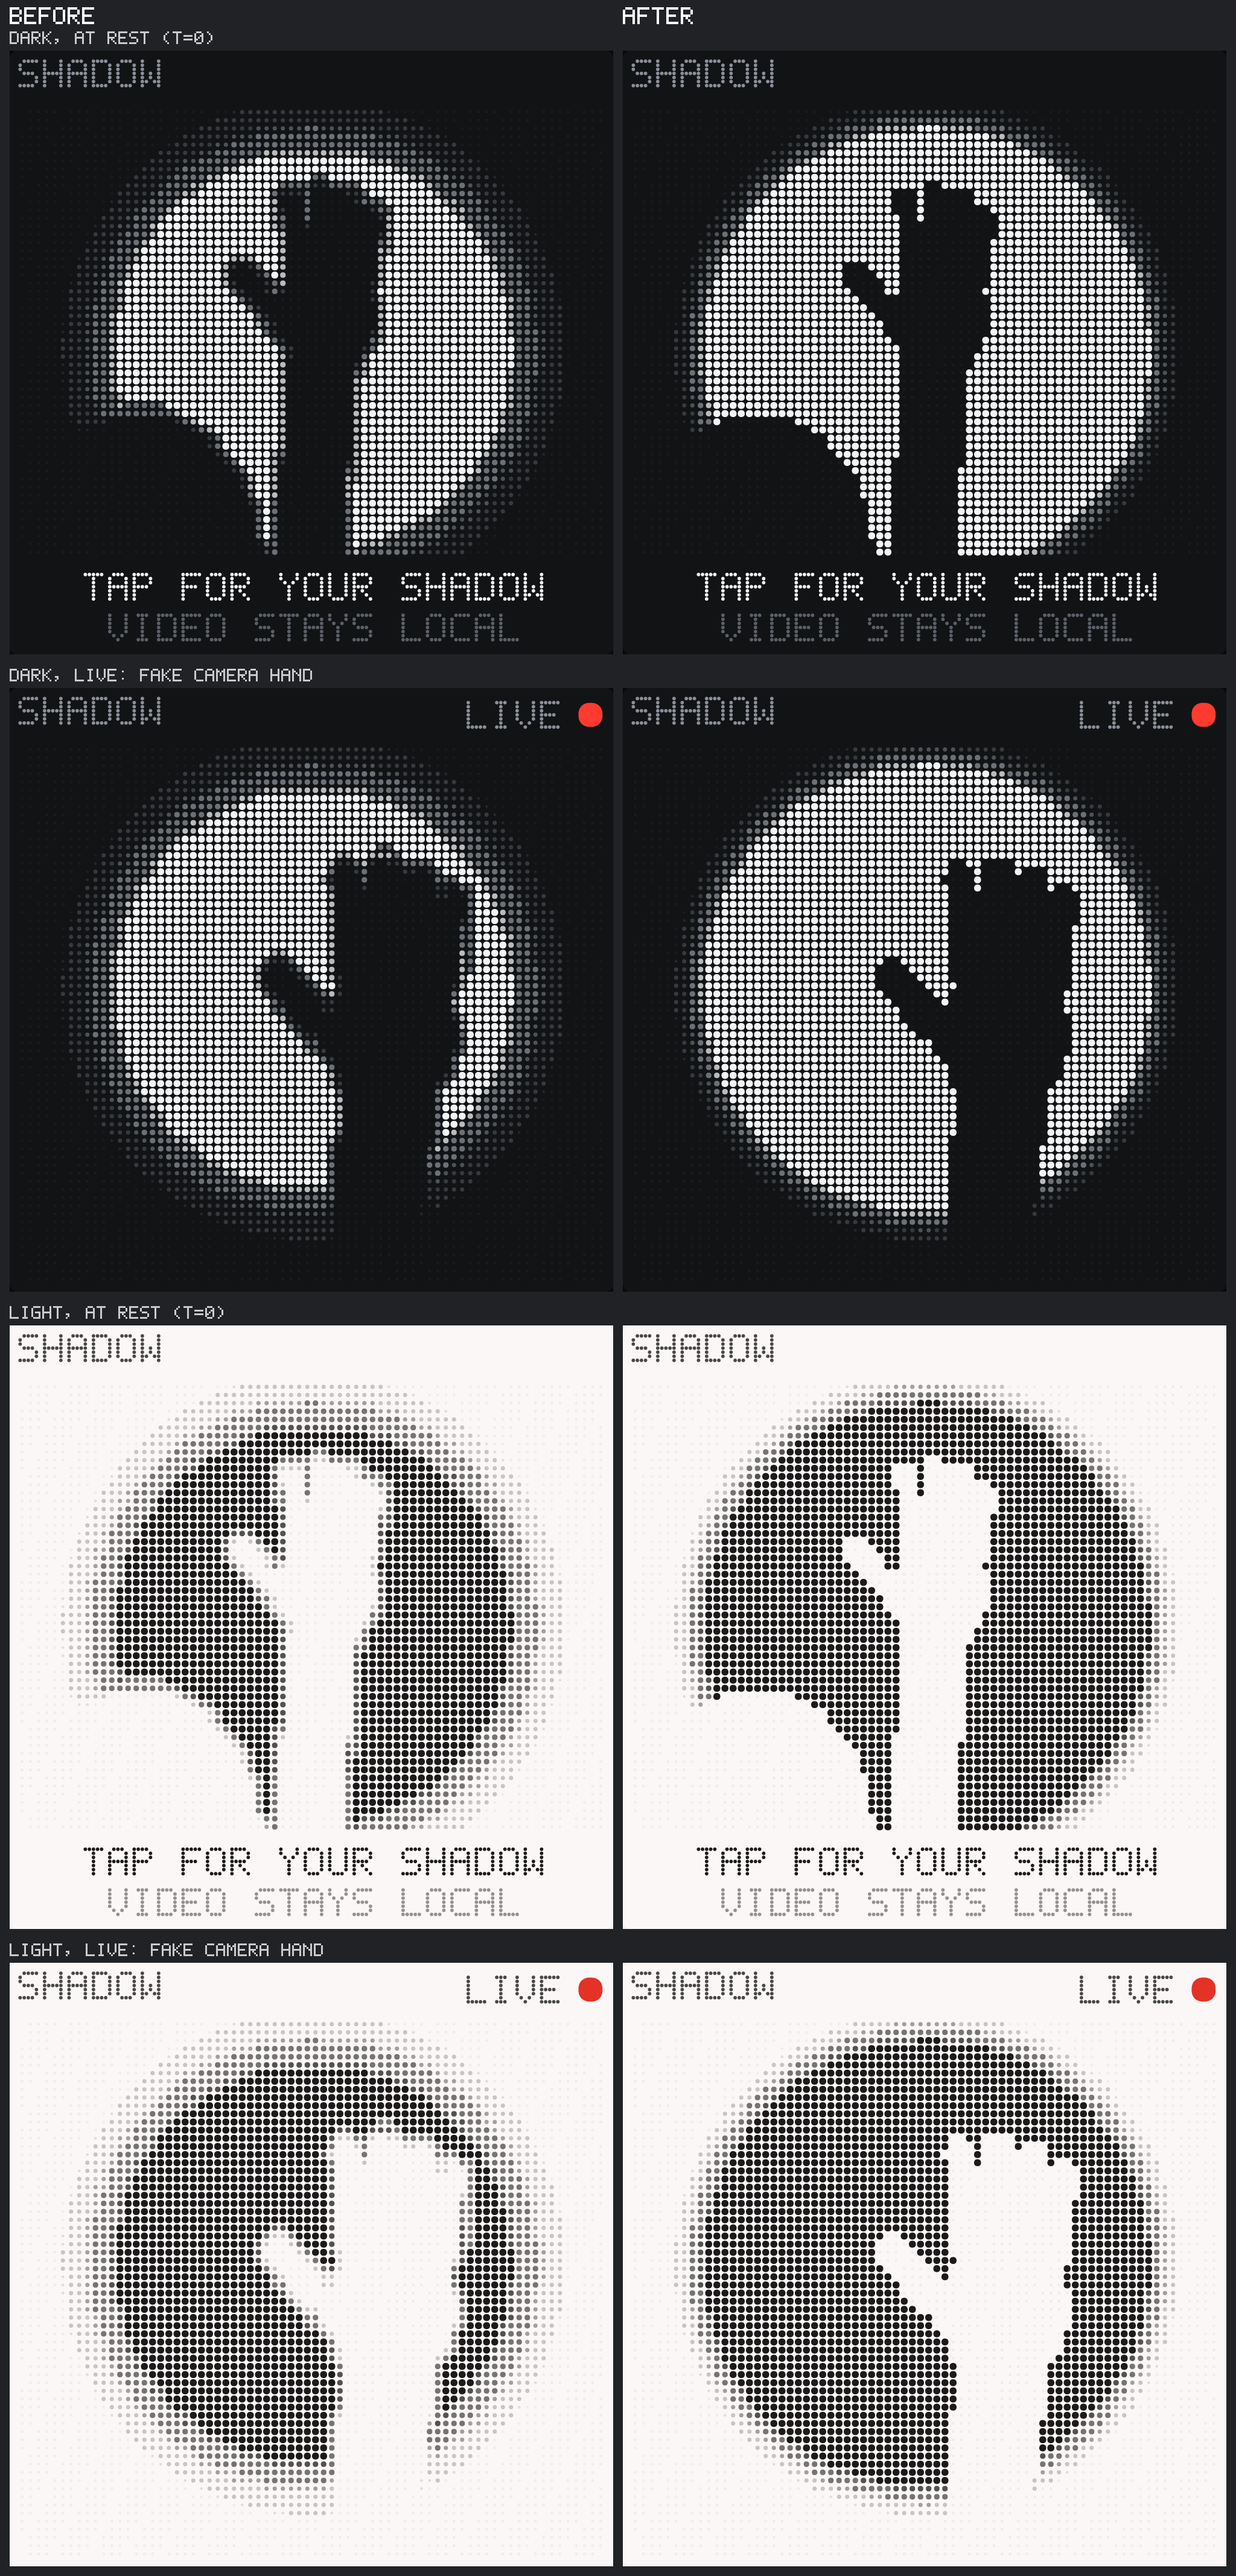 BEFORE AFTER
DARK, AT REST (T=0)
SHADOW SHADOW
TAP FOR YOUR SHADOW TAP FOR YOUR SHADOW
VIDEO STAYS LOCAL VIDEO STAYS LOCAL
DARK, LIVE: FAKE CAMERA HAND
SHADOW LIVE SHADOW LIVE
LIGHT, AT REST (T=0)
SHADOW SHADOW
TAP FOR YOUR SHADOW TAP FOR YOUR SHADOW
VIDEO STAYS LOCAL VIDEO STAYS LOCAL
LIGHT, LIVE: FAKE CAMERA HAND
SHADOW LIVE SHADOW LIVE